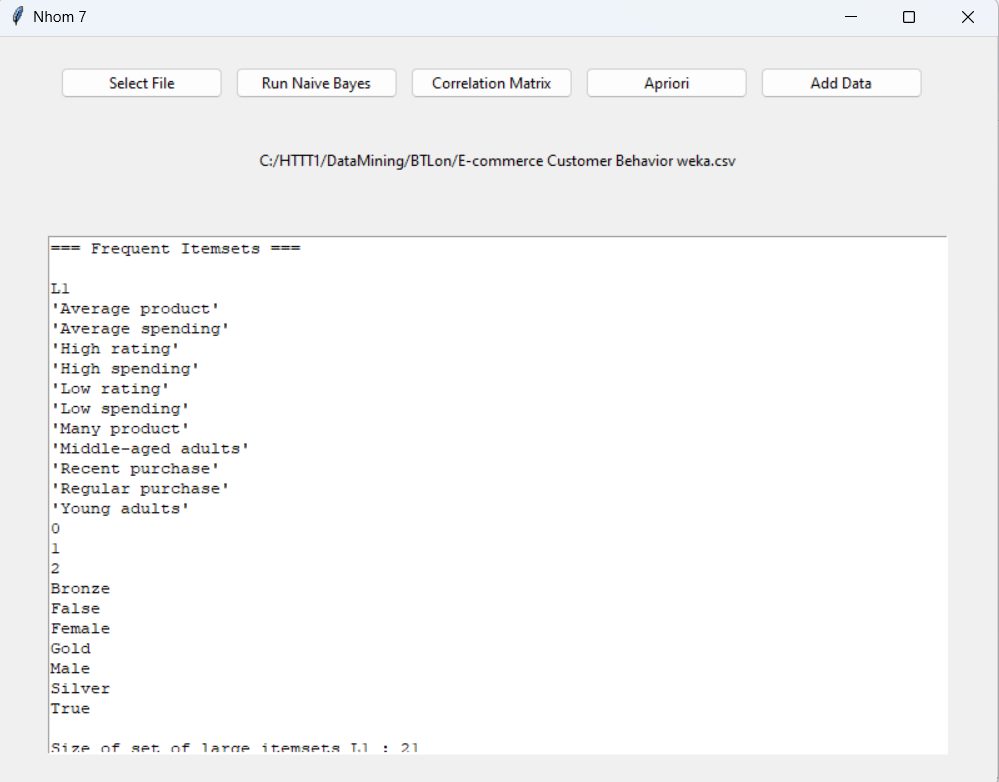 Nhom 7
Select File Run Naive Bayes Correlation Matrix Apriori Add Data
C:/HTTT1/DataMining/BTLon/E-commerce Customer Behavior weka.csv
=== Frequent Itemsets ===
L1
'Average product'
'Average spending'
'High rating'
'High spending'
'Low rating'
'Low spending'
'Many product'
'Middle-aged adults'
'Recent purchase'
'Regular purchase'
'Young adults'
0
1
2
Bronze
False
Female
Gold
Male
Silver
True
Size of set of large itemsets L1 : 21